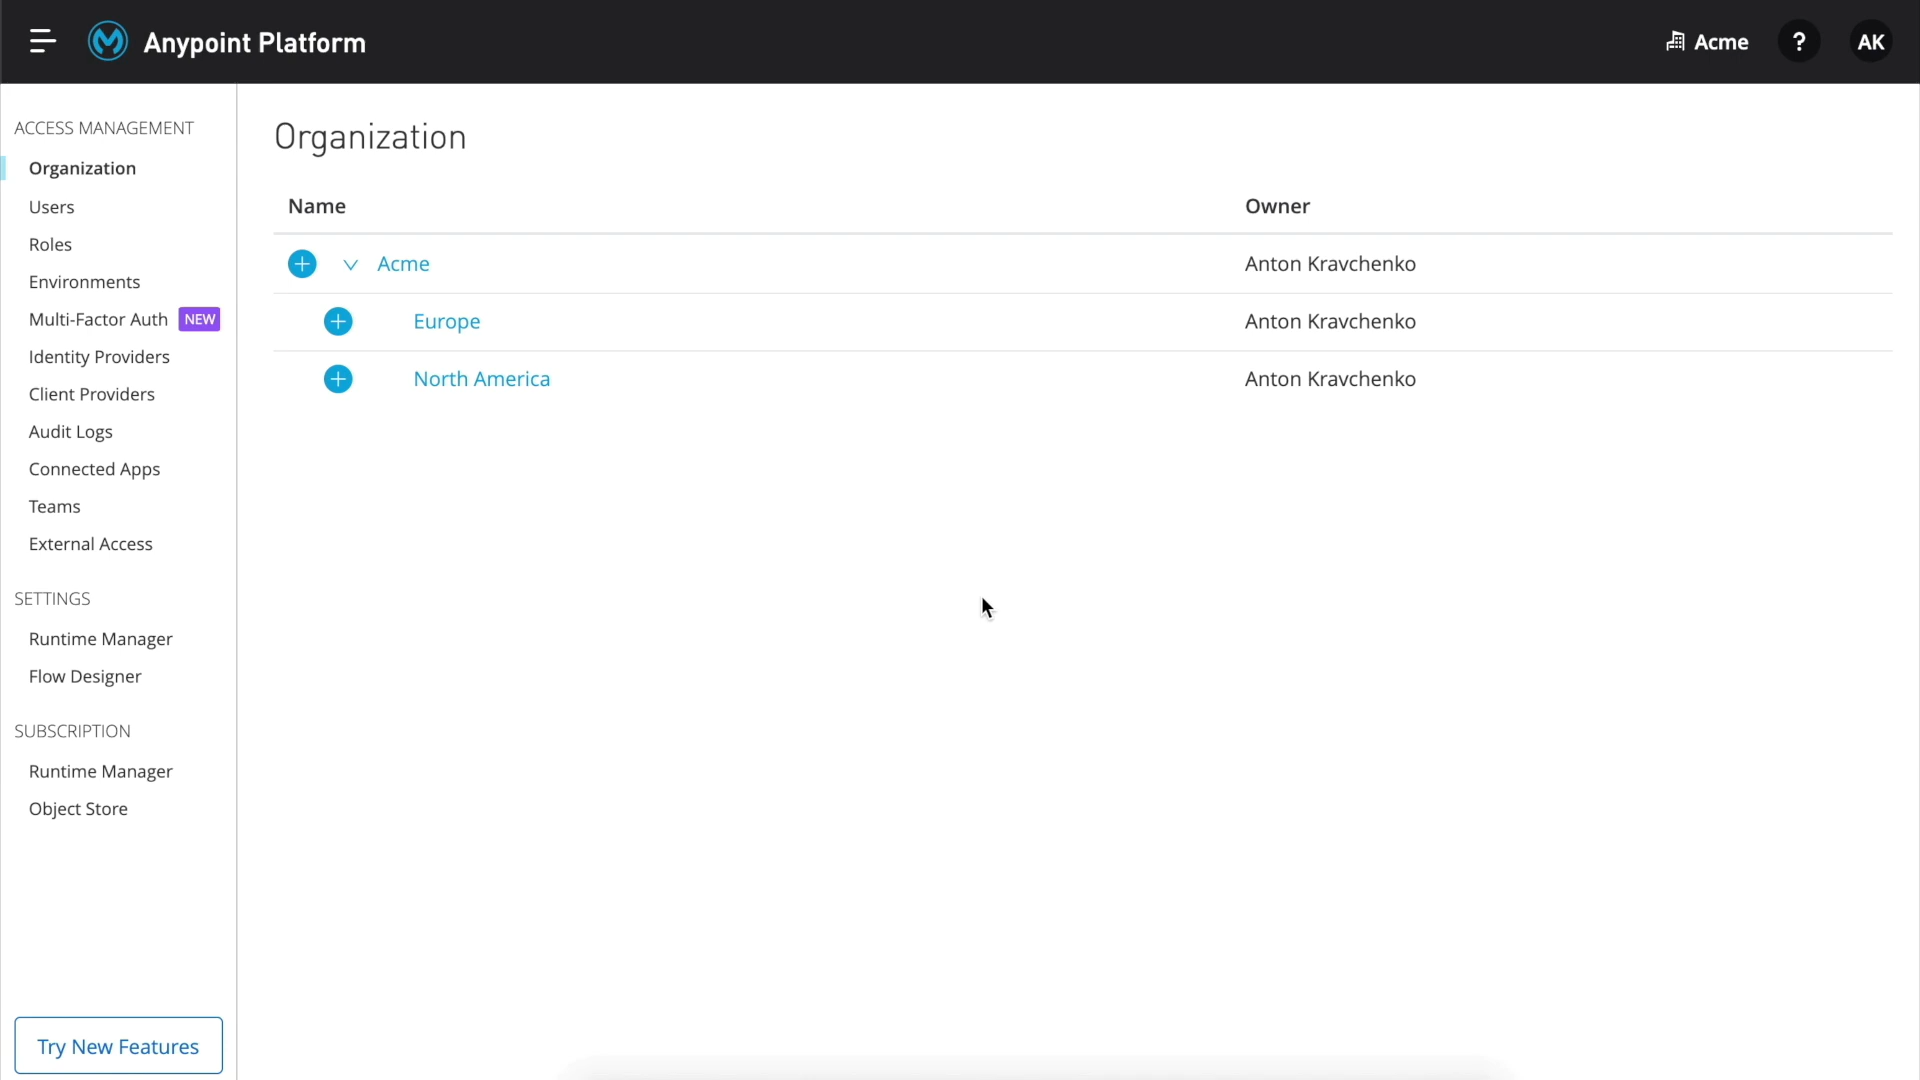 Anypoint Platform
Acme
?
AK
ACCESS MANAGEMENT
Organization
Users
Roles
Environments
Multi-Factor Auth NEW
Identity Providers
Client Providers
Audit Logs
Connected Apps
Teams
External Access
SETTINGS
Runtime Manager
Flow Designer
SUBSCRIPTION
Runtime Manager
Object Store
Try New Features
Organization
Name Owner
Acme Anton Kravchenko
Europe Anton Kravchenko
North America Anton Kravchenko